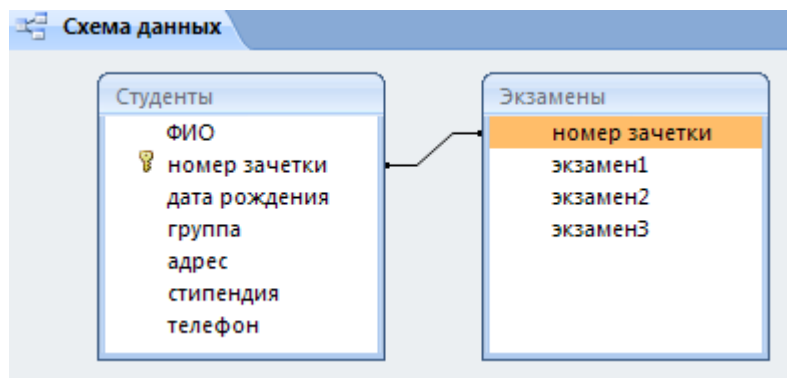 Схема данных
Студенты
ФИО
номер зачетки
дата рождения
группа
адрес
стипендия
телефон
Экзамены
номер зачетки
экзамен1
экзамен2
экзамен3